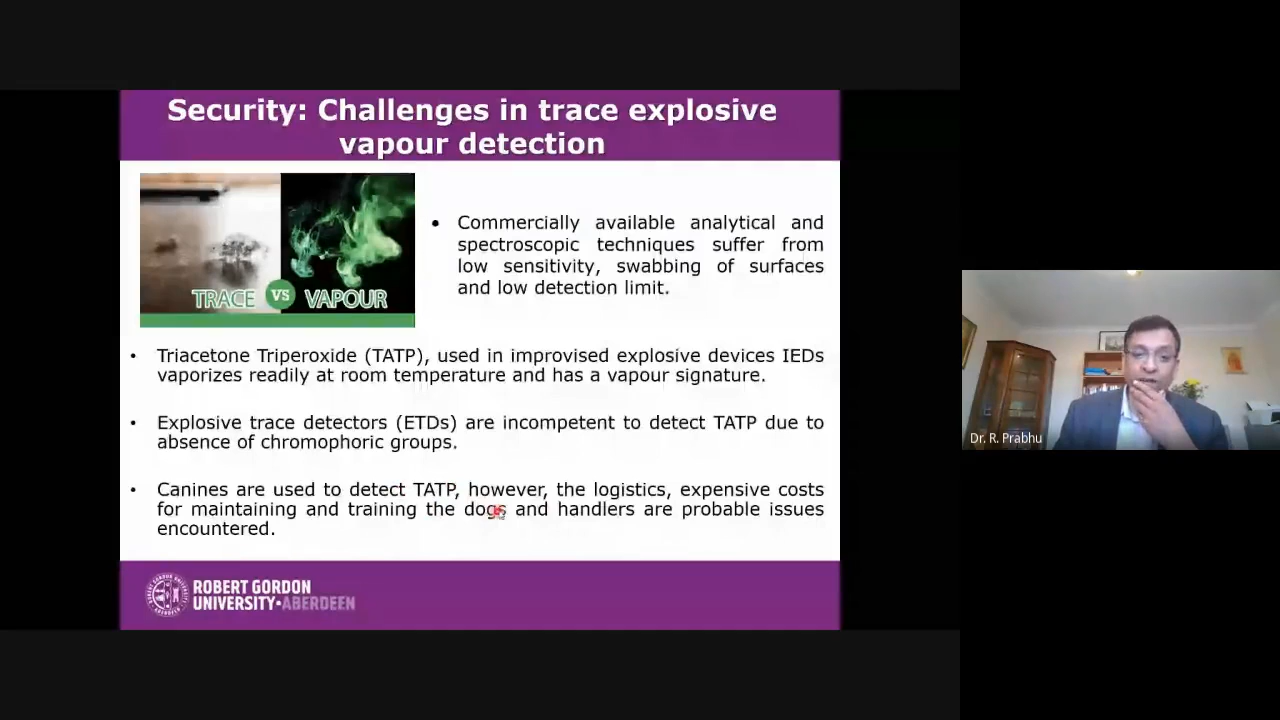 Security: Challenges in trace explosive
vapour detection
TRACE VS VAPOUR
• Commercially available analytical and
spectroscopic techniques suffer from
low sensitivity, swabbing of surfaces
and low detection limit.
• Triacetone Triperoxide (TATP), used in improvised explosive devices IEDs
vaporizes readily at room temperature and has a vapour signature.
• Explosive trace detectors (ETDs) are incompetent to detect TATP due to
absence of chromophoric groups.
• Canines are used to detect TATP, however, the logistics, expensive costs
for maintaining and training the dogs and handlers are probable issues
encountered.
ROBERT GORDON
UNIVERSITY•ABERDEEN
Dr. R. Prabhu